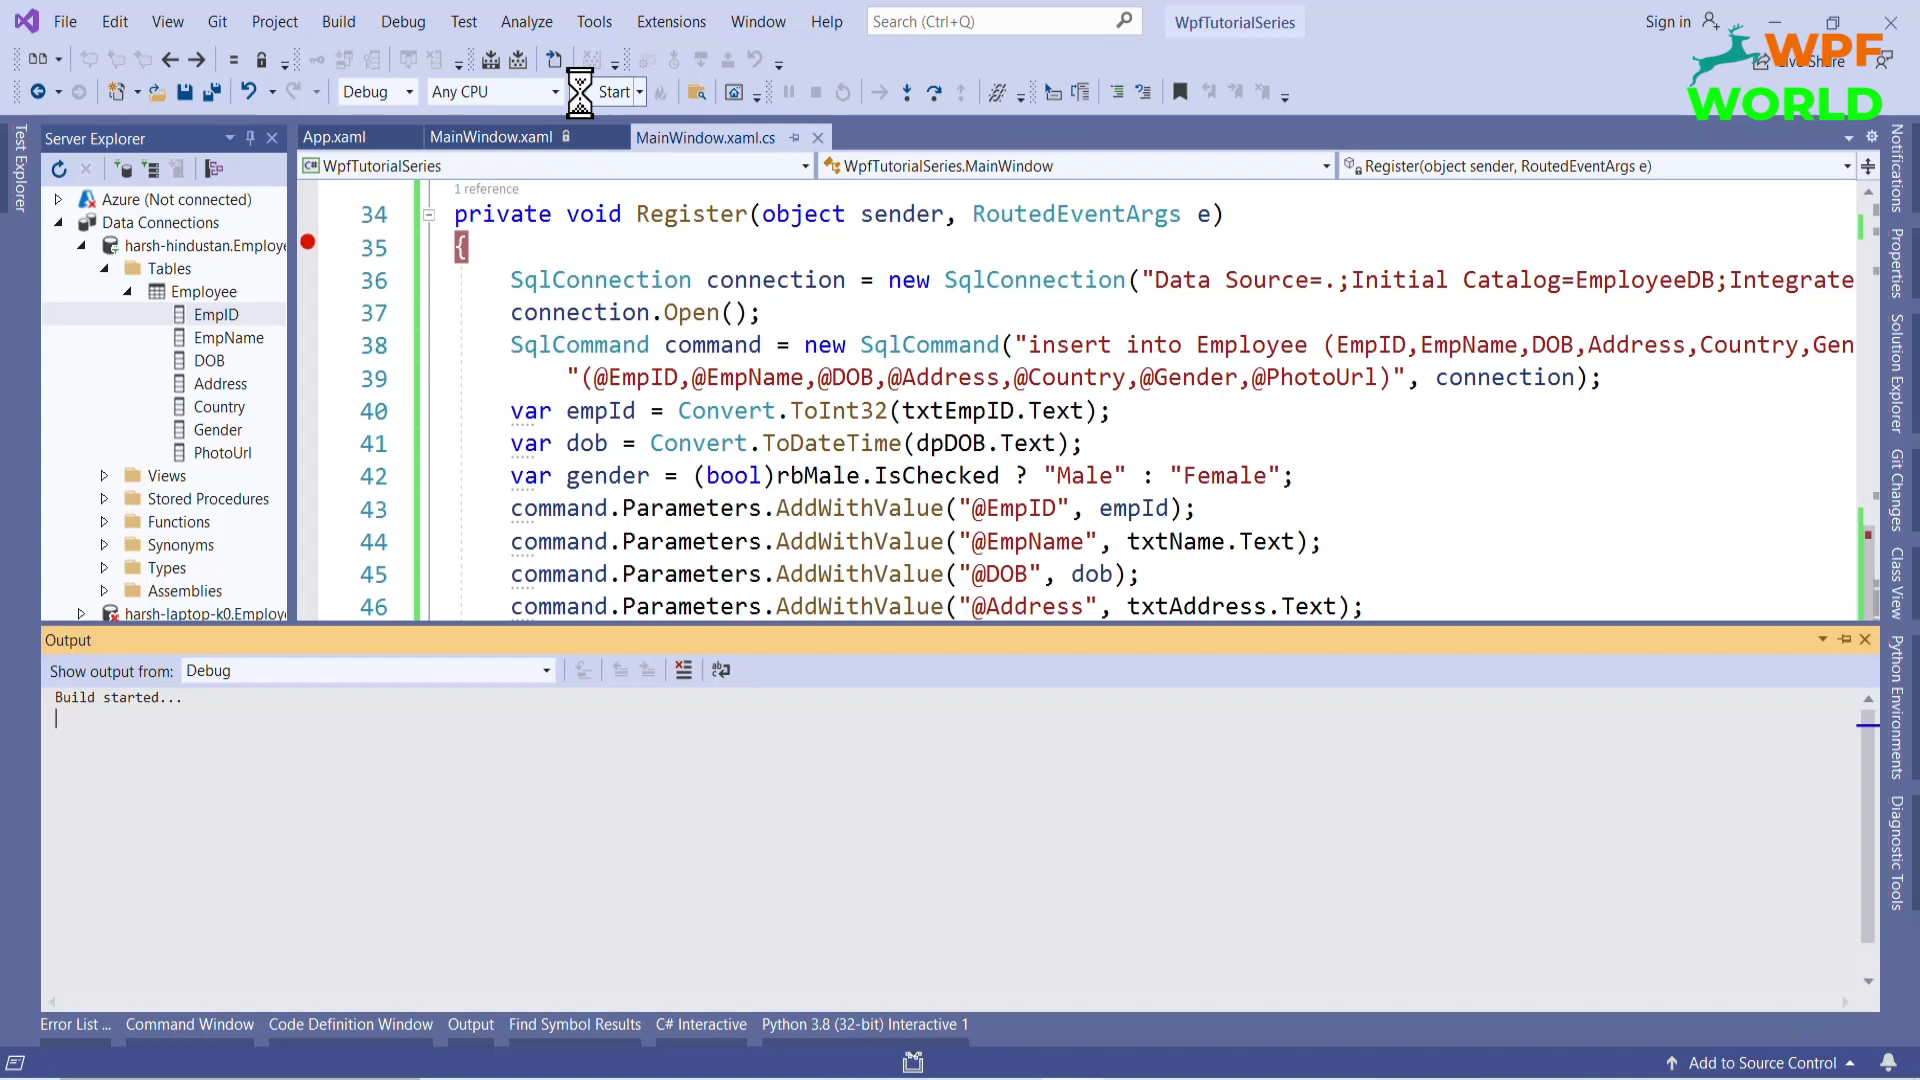 File Edit View Git Project Build Debug Test Analyze Tools Extensions Window Help Search (Ctrl+Q) WpfTutorialSeries Sign in
WPF
WORLD
Share
Debug Any CPU Start
Test Explorer
Server Explorer
Azure (Not connected)
Data Connections
harsh-hindustan.Employe
Tables
Employee
EmpID
EmpName
DOB
Address
Country
Gender
PhotoUrl
Views
Stored Procedures
Functions
Synonyms
Types
Assemblies
harsh-laptop-k0.Employ
App.xaml MainWindow.xaml MainWindow.xaml.cs
WpfTutorialSeries WpfTutorialSeries.MainWindow Register(object sender, RoutedEventArgs e)
1 reference
34 private void Register(object sender, RoutedEventArgs e)
35 {
36 SqlConnection connection = new SqlConnection("Data Source=.;Initial Catalog=EmployeeDB;Integrate
37 connection.Open();
38 SqlCommand command = new SqlCommand("insert into Employee (EmpID,EmpName,DOB,Address,Country,Gen
39 "(@EmpID,@EmpName,@DOB,@Address,@Country,@Gender,@PhotoUrl)", connection);
40 var empId = Convert.ToInt32(txtEmpID.Text);
41 var dob = Convert.ToDateTime(dpDOB.Text);
42 var gender = (bool)rbMale.IsChecked ? "Male" : "Female";
43 command.Parameters.AddWithValue("@EmpID", empId);
44 command.Parameters.AddWithValue("@EmpName", txtName.Text);
45 command.Parameters.AddWithValue("@DOB", dob);
46 command.Parameters.AddWithValue("@Address", txtAddress.Text);
Notifications
Properties
Solution Explorer
Git Changes
Class View
Python Environments
Diagnostic Tools
Output
Show output from: Debug
Build started...
Error List ... Command Window Code Definition Window Output Find Symbol Results C# Interactive Python 3.8 (32-bit) Interactive 1
Add to Source Control